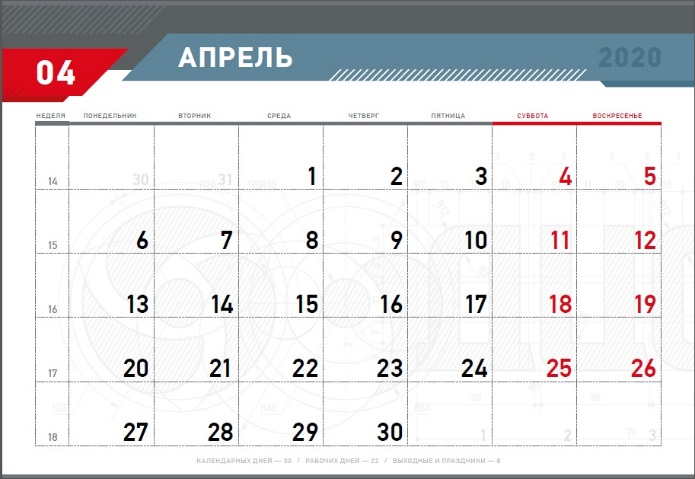 04 АПРЕЛЬ 2020
НЕДЕЛЯ ПОНЕДЕЛЬНИК ВТОРНИК СРЕДА ЧЕТВЕРГ ПЯТНИЦА СУББОТА ВОСКРЕСЕНЬЕ
14 30 31 1 2 3 4 5
15 6 7 8 9 10 11 12
16 13 14 15 16 17 18 19
17 20 21 22 23 24 25 26
18 27 28 29 30 1 2 3
КАЛЕНДАРНЫХ ДНЕЙ — 30 / РАБОЧИХ ДНЕЙ — 22 / ВЫХОДНЫЕ И ПРАЗДНИКИ — 8